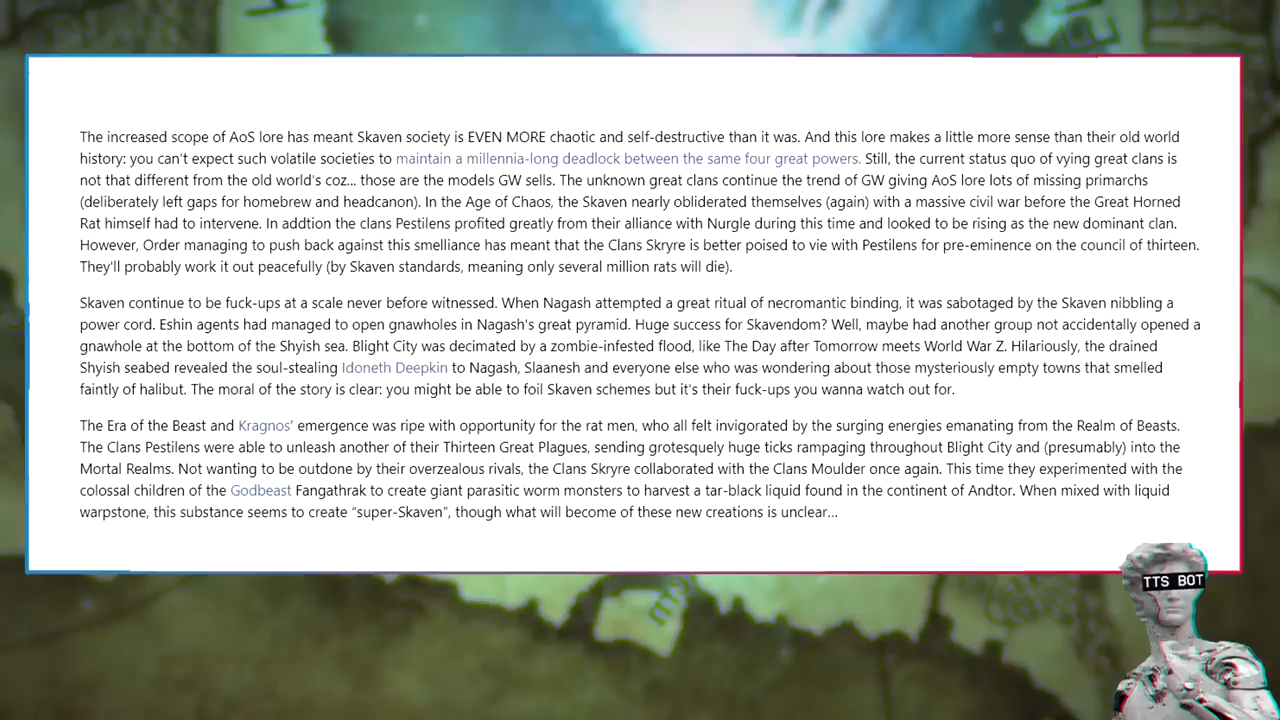 The increased scope of AoS lore has meant Skaven society is EVEN MORE chaotic and self-destructive than it was. And this lore makes a little more sense than their old world
history: you can't expect such volatile societies to maintain a millennia-long deadlock between the same four great powers. Still, the current status quo of vying great clans is
not that different from the old world's coz... those are the models GW sells. The unknown great clans continue the trend of GW giving AoS lore lots of missing primarchs
(deliberately left gaps for homebrew and headcanon). In the Age of Chaos, the Skaven nearly obliderated themselves (again) with a massive civil war before the Great Horned
Rat himself had to intervene. In addtion the clans Pestilens profited greatly from their alliance with Nurgle during this time and looked to be rising as the new dominant clan.
However, Order managing to push back against this smelliance has meant that the Clans Skryre is better poised to vie with Pestilens for pre-eminence on the council of thirteen.
They'll probably work it out peacefully (by Skaven standards, meaning only several million rats will die).
Skaven continue to be fuck-ups at a scale never before witnessed. When Nagash attempted a great ritual of necromantic binding, it was sabotaged by the Skaven nibbling a
power cord. Eshin agents had managed to open gnawholes in Nagash's great pyramid. Huge success for Skavendom? Well, maybe had another group not accidentally opened a
gnawhole at the bottom of the Shyish sea. Blight City was decimated by a zombie-infested flood, like The Day after Tomorrow meets World War Z. Hilariously, the drained
Shyish seabed revealed the soul-stealing Idoneth Deepkin to Nagash, Slaanesh and everyone else who was wondering about those mysteriously empty towns that smelled
faintly of halibut. The moral of the story is clear: you might be able to foil Skaven schemes but it's their fuck-ups you wanna watch out for.
The Era of the Beast and Kragnos' emergence was ripe with opportunity for the rat men, who all felt invigorated by the surging energies emanating from the Realm of Beasts.
The Clans Pestilens were able to unleash another of their Thirteen Great Plagues, sending grotesquely huge ticks rampaging throughout Blight City and (presumably) into the
Mortal Realms. Not wanting to be outdone by their overzealous rivals, the Clans Skryre collaborated with the Clans Moulder once again. This time they experimented with the
colossal children of the Godbeast Fangathrak to create giant parasitic worm monsters to harvest a tar-black liquid found in the continent of Andtor. When mixed with liquid
warpstone, this substance seems to create “super-Skaven”, though what will become of these new creations is unclear...
TTS BOT